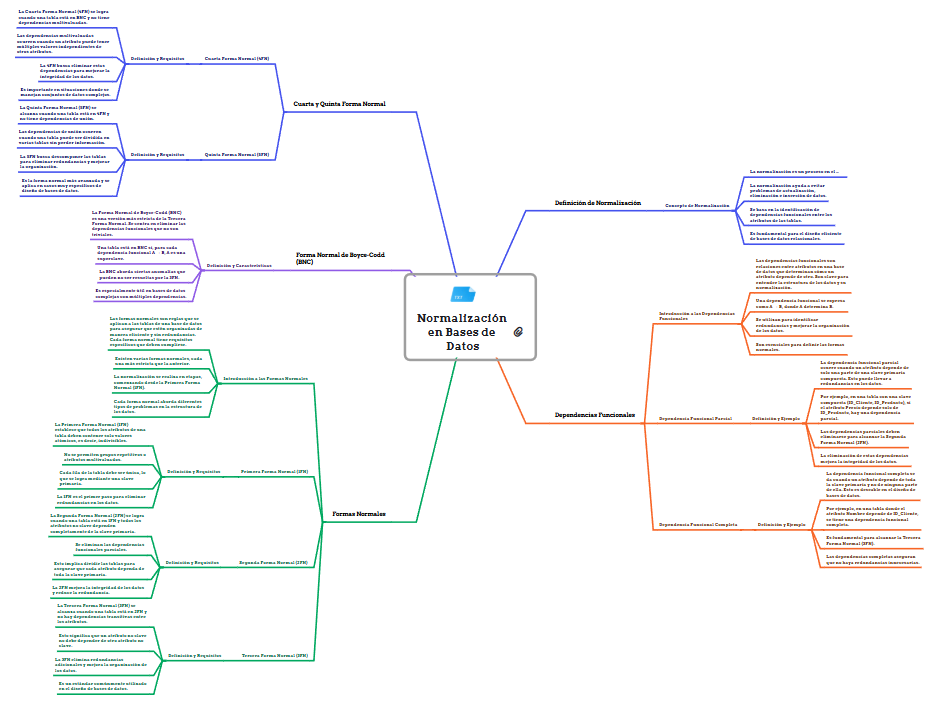 Normalización
en Bases de
Datos
Definición de Normalización
Concepto de Normalización
La normalización es un proceso en el ...
La normalización ayuda a evitar
problemas de actualización,
eliminación e inserción de datos.
Se basa en la identificación de
dependencias funcionales entre los
atributos de las tablas.
Es fundamental para el diseño eficiente
de bases de datos relacionales.
Dependencias Funcionales
Introducción a las Dependencias
Funcionales
Las dependencias funcionales son
relaciones entre atributos en una base
de datos que determinan cómo un
atributo depende de otro. Son clave para
entender la estructura de los datos y su
normalización.
Una dependencia funcional se expresa
como A B, donde A determina B.
Se utilizan para identificar
redundancias y mejorar la organización
de los datos.
Son esenciales para definir las formas
normales.
Dependencia Funcional Parcial
Definición y Ejemplo
La dependencia funcional parcial
ocurre cuando un atributo depende de
solo una parte de una clave primaria
compuesta. Esto puede llevar a
redundancias en los datos.
Por ejemplo, en una tabla con una clave
compuesta (ID_Cliente, ID_Producto), si
el atributo Precio depende solo de
ID_Producto, hay una dependencia
parcial.
Las dependencias parciales deben
eliminarse para alcanzar la Segunda
Forma Normal (2FN).
La eliminación de estas dependencias
mejora la integridad de los datos.
Dependencia Funcional Completa
Definición y Ejemplo
La dependencia funcional completa se
da cuando un atributo depende de toda
la clave primaria y no de ninguna parte
de ella. Esto es deseable en el diseño de
bases de datos.
Por ejemplo, en una tabla donde el
atributo Nombre depende de ID_Cliente,
se tiene una dependencia funcional
completa.
Es fundamental para alcanzar la Tercera
Forma Normal (3FN).
Las dependencias completas aseguran
que no haya redundancias innecesarias.
Cuarta y Quinta Forma Normal
Cuarta Forma Normal (4FN)
Definición y Requisitos
La Cuarta Forma Normal (4FN) se logra
cuando una tabla está en BNC y no tiene
dependencias multivaluadas.
Las dependencias multivaluadas
ocurren cuando un atributo puede tener
múltiples valores independientes de
otros atributos.
La 4FN busca eliminar estas
dependencias para mejorar la
integridad de los datos.
Es importante en situaciones donde se
manejan conjuntos de datos complejos.
Quinta Forma Normal (5FN)
Definición y Requisitos
La Quinta Forma Normal (5FN) se
alcanza cuando una tabla está en 4FN y
no tiene dependencias de unión.
Las dependencias de unión ocurren
cuando una tabla puede ser dividida en
varias tablas sin perder información.
La 5FN busca descomponer las tablas
para eliminar redundancias y mejorar
la organización.
Es la forma normal más avanzada y se
aplica en casos muy específicos de
diseño de bases de datos.
Forma Normal de Boyce-Codd
(BNC)
Definición y Características
La Forma Normal de Boyce-Codd (BNC)
es una versión más estricta de la Tercera
Forma Normal. Se centra en eliminar las
dependencias funcionales que no son
triviales.
Una tabla está en BNC si, para cada
dependencia funcional A B, A es una
superclave.
La BNC aborda ciertas anomalías que
pueden no ser resueltas por la 3FN.
Es especialmente útil en bases de datos
complejas con múltiples dependencias.
Formas Normales
Introducción a las Formas Normales
Las formas normales son reglas que se
aplican a las tablas de una base de datos
para asegurar que estén organizadas de
manera eficiente y sin redundancias.
Cada forma normal tiene requisitos
específicos que deben cumplirse.
Existen varias formas normales, cada
una más estricta que la anterior.
La normalización se realiza en etapas,
comenzando desde la Primera Forma
Normal (1FN).
Cada forma normal aborda diferentes
tipos de problemas en la estructura de
los datos.
Primera Forma Normal (1FN)
Definición y Requisitos
La Primera Forma Normal (1FN)
establece que todos los atributos de una
tabla deben contener solo valores
atómicos, es decir, indivisibles.
No se permiten grupos repetitivos o
atributos multivaluados.
Cada fila de la tabla debe ser única, lo
que se logra mediante una clave
primaria.
La 1FN es el primer paso para eliminar
redundancias en los datos.
Segunda Forma Normal (2FN)
Definición y Requisitos
La Segunda Forma Normal (2FN) se logra
cuando una tabla está en 1FN y todos los
atributos no clave dependen
completamente de la clave primaria.
Se eliminan las dependencias
funcionales parciales.
Esto implica dividir las tablas para
asegurar que cada atributo dependa de
toda la clave primaria.
La 2FN mejora la integridad de los datos
y reduce la redundancia.
Tercera Forma Normal (3FN)
Definición y Requisitos
La Tercera Forma Normal (3FN) se
alcanza cuando una tabla está en 2FN y
no hay dependencias transitivas entre
los atributos.
Esto significa que un atributo no clave
no debe depender de otro atributo no
clave.
La 3FN elimina redundancias
adicionales y mejora la organización de
los datos.
Es un estándar comúnmente utilizado
en el diseño de bases de datos.